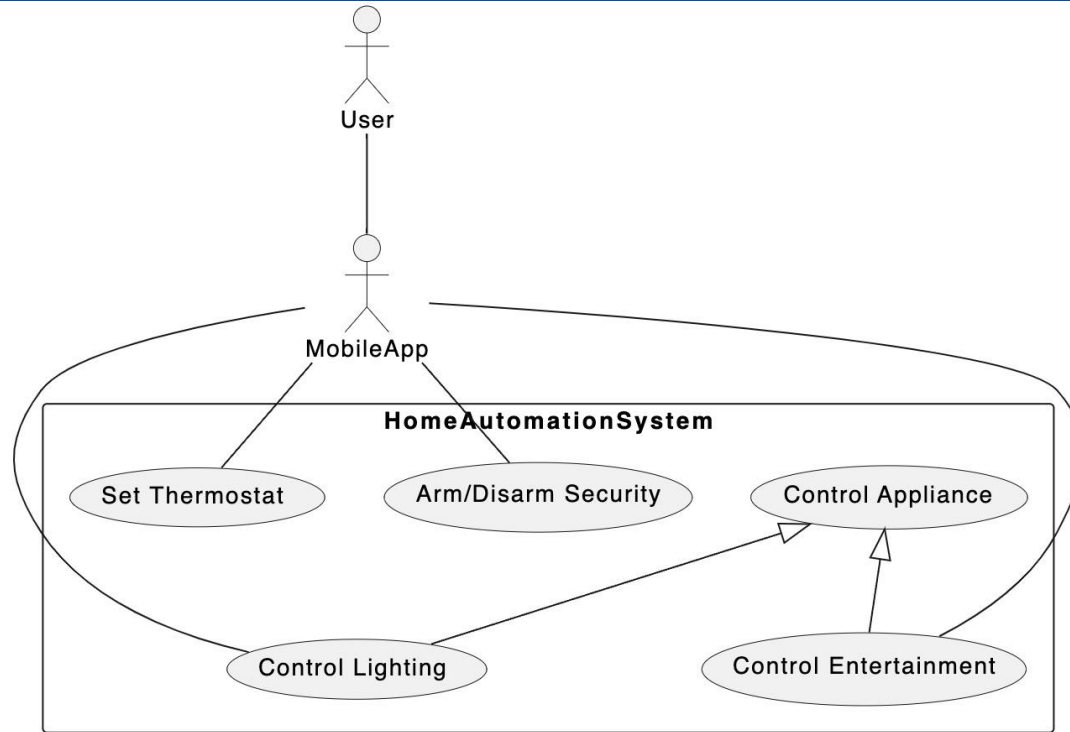 User
MobileApp
HomeAutomationSystem
Set Thermostat
Arm/Disarm Security
Control Appliance
Control Lighting
Control Entertainment